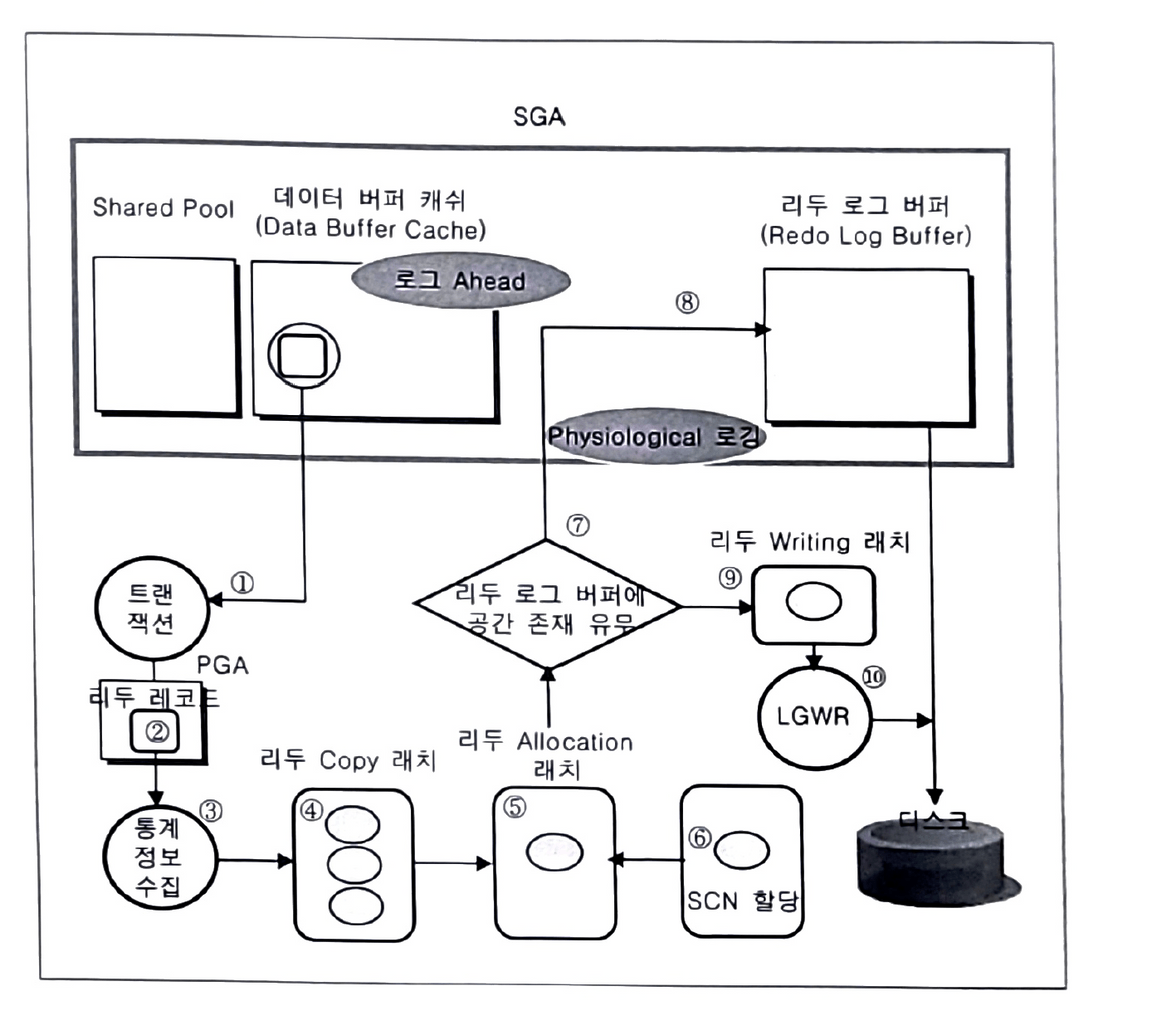 SGA
Shared Pool
데이터 버퍼 캐쉬
(Data Buffer Cache)
리두 로그 버퍼
(Redo Log Buffer)
로그 Ahead
⑧
Physiological 로깅
⑦
리두 Writing 래치
①
트랜
잭션
리두 로그 버퍼에
공간 존재 유무
⑨
PGA
리두 레코드
②
⑩
LGWR
리두 Copy 래치
리두 Allocation
래치
③
통계
정보
수집
④
⑤
⑥
SCN 할당
디스크